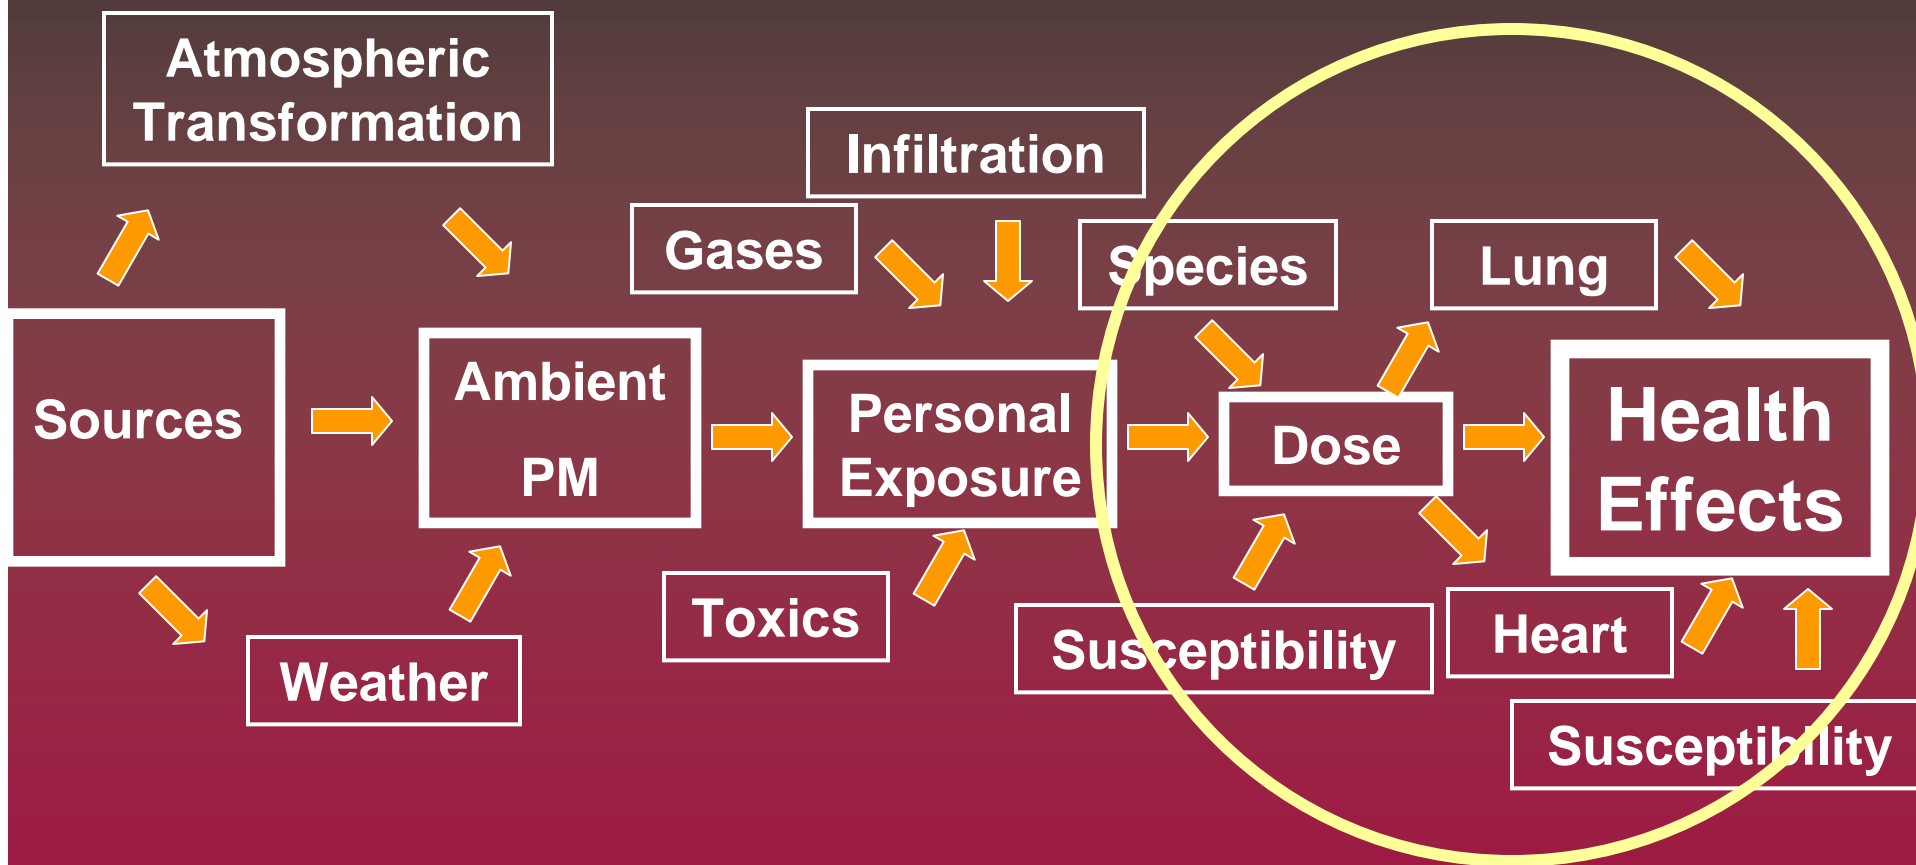 Atmospheric
Transformation
Infiltration
Gases
Species
Lung
Sources
Ambient
PM
Personal
Exposure
Dose
Health
Effects
Toxics
Susceptibility
Heart
Weather
Susceptibility